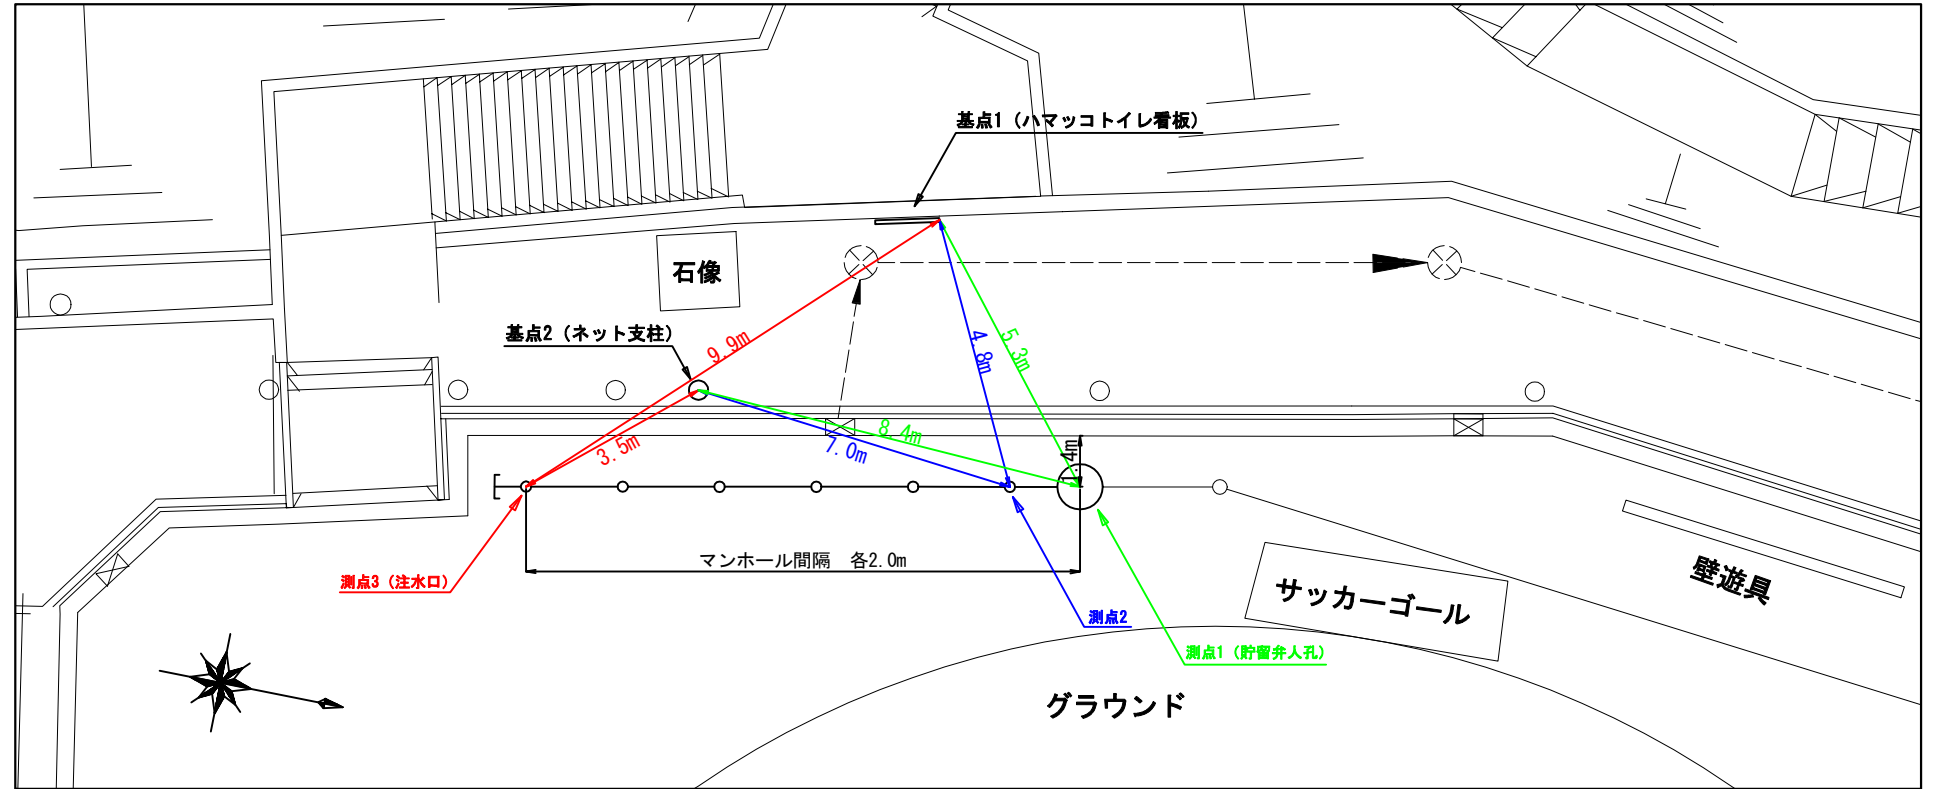 基点1（ハマッコトイレ看板）
石像
基点2（ネット支柱）
9.9m
4.8m
5.3m
3.5m
8.4m
7.0m
1.4m
マンホール間隔　各2.0m
測点3（注水口）
測点2
測点1（貯留弁人孔）
サッカーゴール
壁遊具
グラウンド